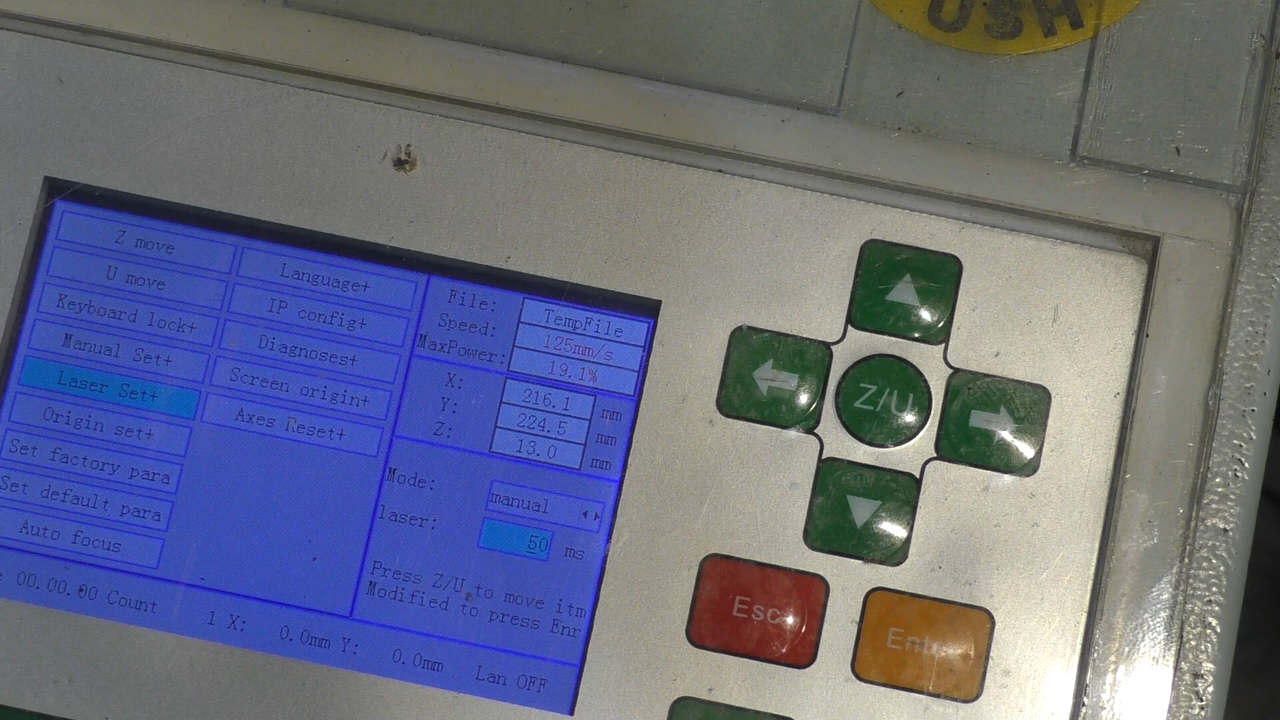 USH
Z move
U move
Keyboard lock+
Manual Set+
Laser Set+
Origin set+
Set factory para
Set default para
Auto focus
Language+
IP config+
Diagnoses+
Screen origin+
Axes Reset+
File: TempFile
Speed: 125mm/s
MaxPower: 19.1%
X: 216.1 mm
Y: 224.5 mm
Z: 13.0 mm
Mode: manual
laser: 50 ms
Press Z/U to move itm
Modified to press Enr
: 00.00.00 Count 1 X: 0.0mm Y: 0.0mm Lan OFF
Z/U
Esc